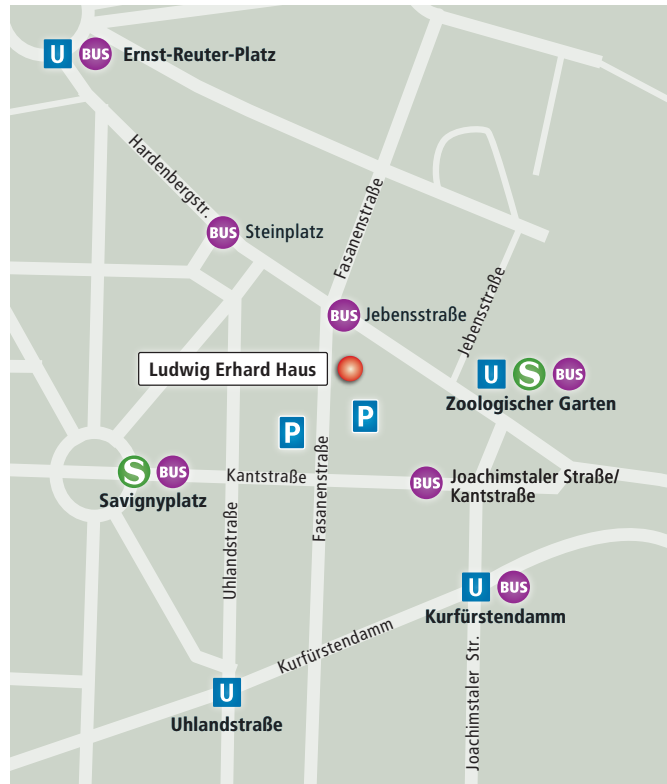 U BUS Ernst-Reuter-Platz
Hardenbergstr.
BUS Steinplatz
Fasanenstraße
BUS Jebensstraße
Jebensstraße
Ludwig Erhard Haus
U S BUS
Zoologischer Garten
P
P
S BUS
Savignyplatz
Kantstraße
Fasanenstraße
BUS Joachimstaler Straße/
Kantstraße
Uhlandstraße
U BUS
Kurfürstendamm
Kurfürstendamm
Joachimstaler Str.
U
Uhlandstraße